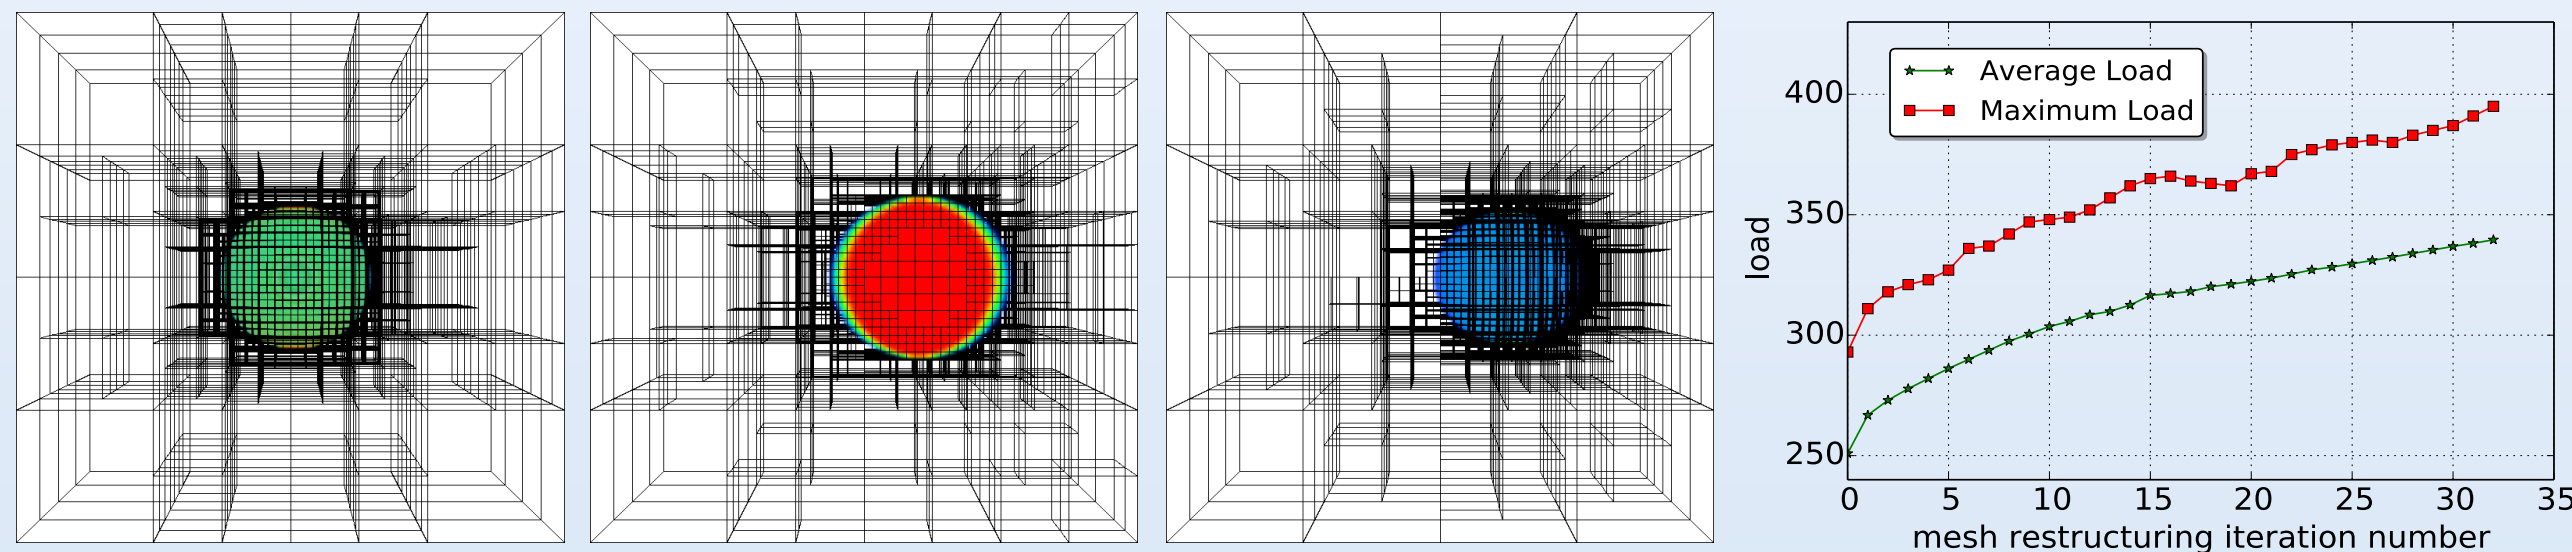 400
350
300
250
load
Average Load
Maximum Load
0 5 10 15 20 25 30 35
mesh restructuring iteration number